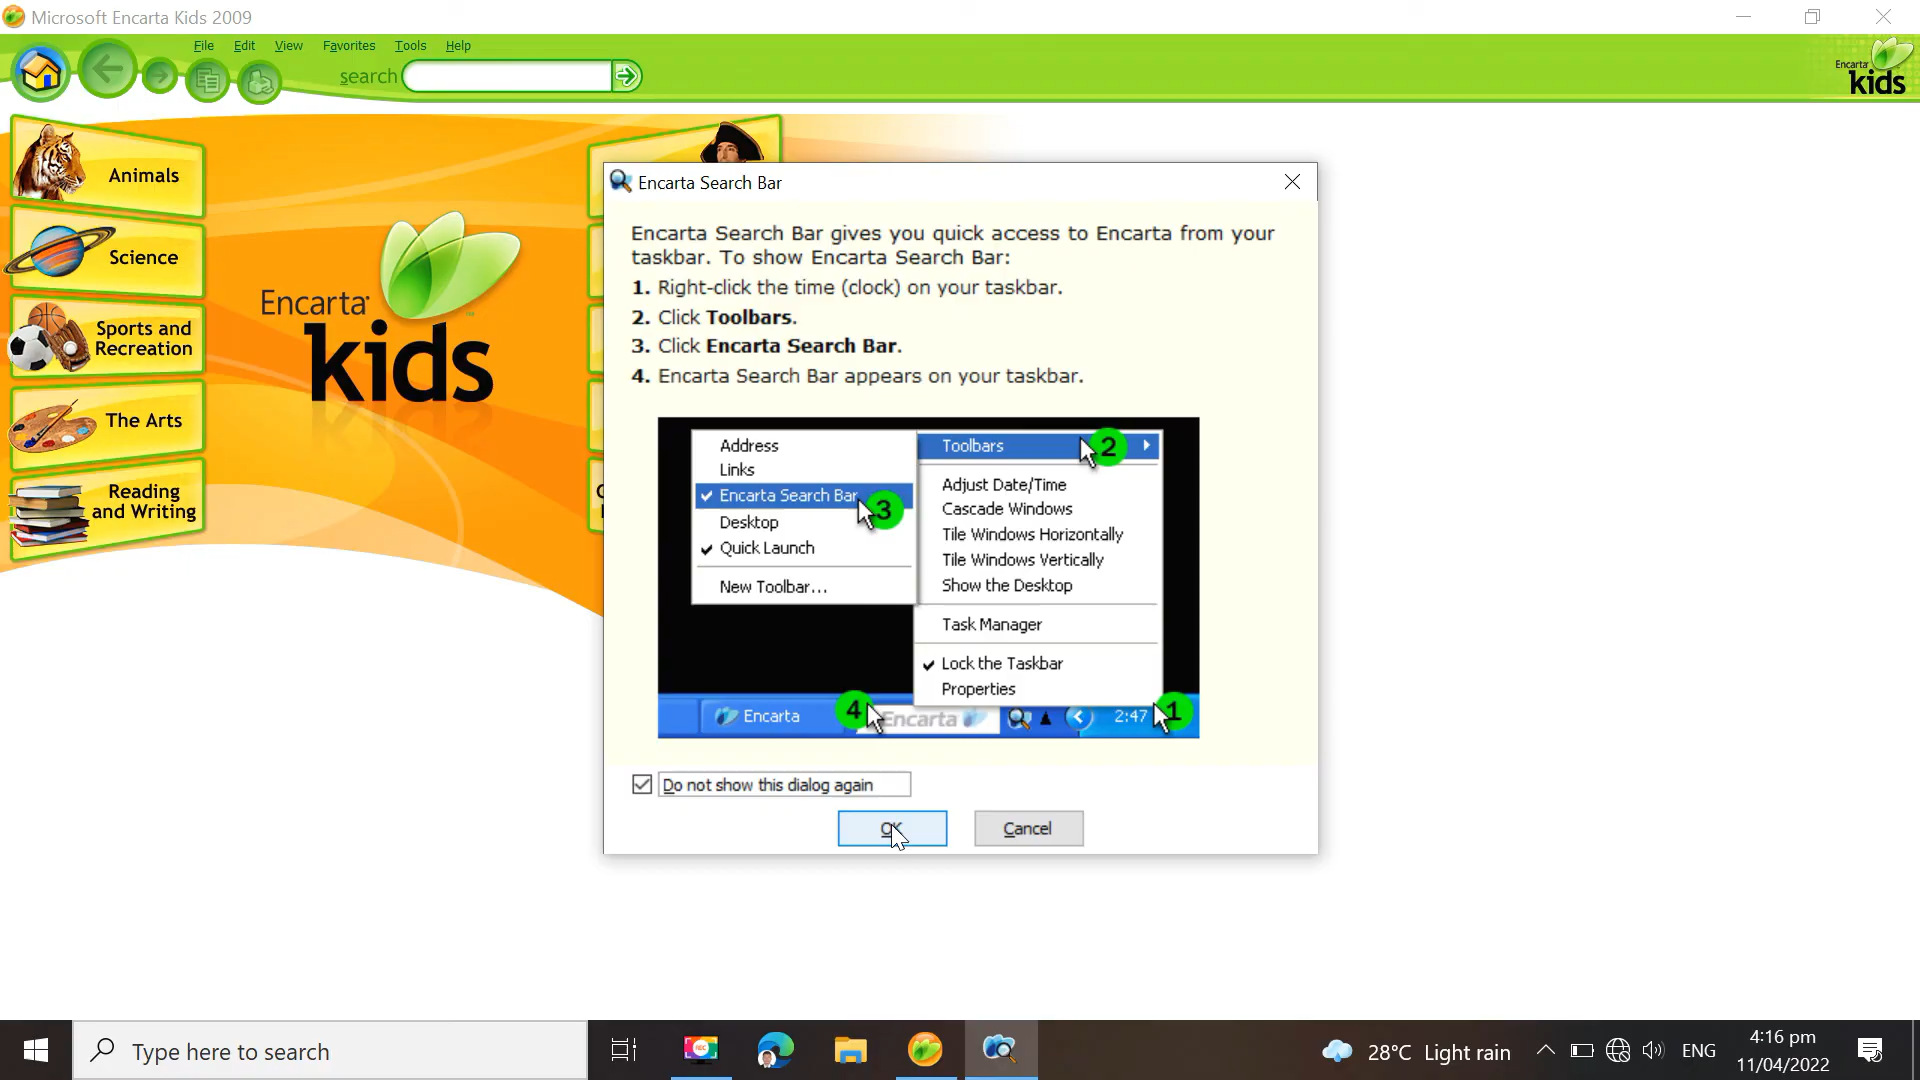 Microsoft Encarta Kids 2009
File Edit View Favorites Tools Help
search
Encarta
kids
Animals
Science
Sports and
Recreation
The Arts
Reading
and Writing
Encarta
kids
Encarta Search Bar
Encarta Search Bar gives you quick access to Encarta from your
taskbar. To show Encarta Search Bar:
1. Right-click the time (clock) on your taskbar.
2. Click Toolbars.
3. Click Encarta Search Bar.
4. Encarta Search Bar appears on your taskbar.
Address
Links
Encarta Search Bar
3
Desktop
Quick Launch
New Toolbar...
Toolbars
2
Adjust Date/Time
Cascade Windows
Tile Windows Horizontally
Tile Windows Vertically
Show the Desktop
Task Manager
Lock the Taskbar
Properties
Encarta
4
Encarta
2:47
1
Do not show this dialog again
OK
Cancel
Type here to search
28°C Light rain
ENG
4:16 pm
11/04/2022